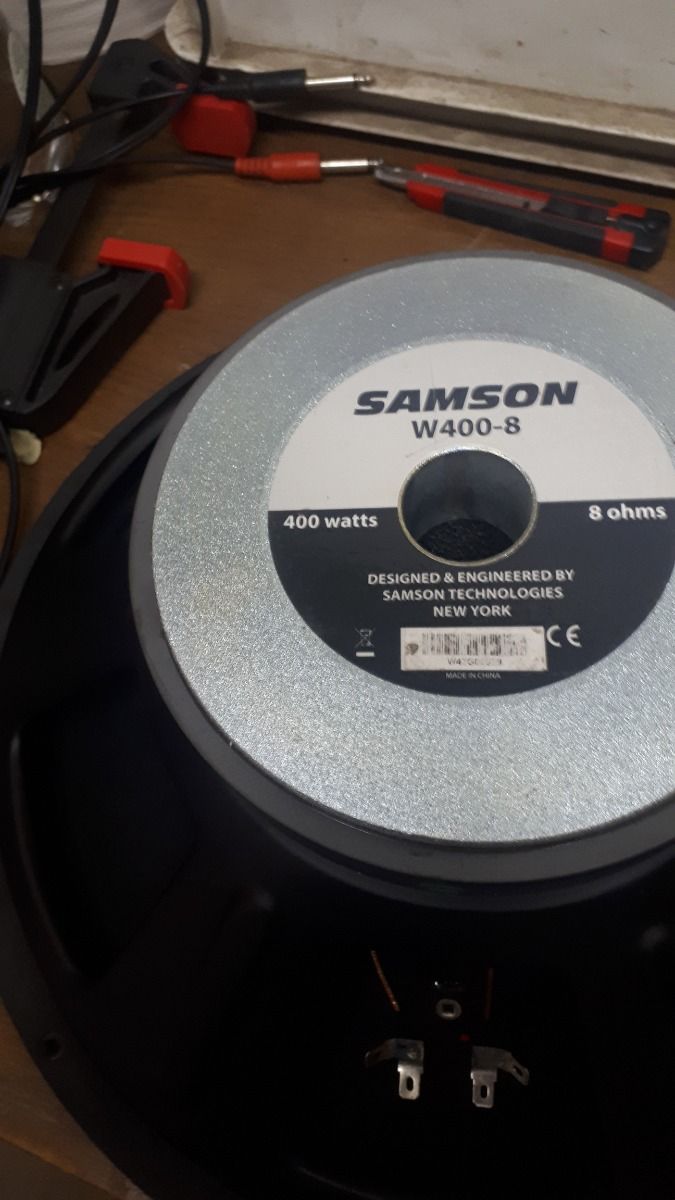 SAMSON
W400-8
400 watts
8 ohms
DESIGNED & ENGINEERED BY
SAMSON TECHNOLOGIES
NEW YORK
CE
MADE IN CHINA